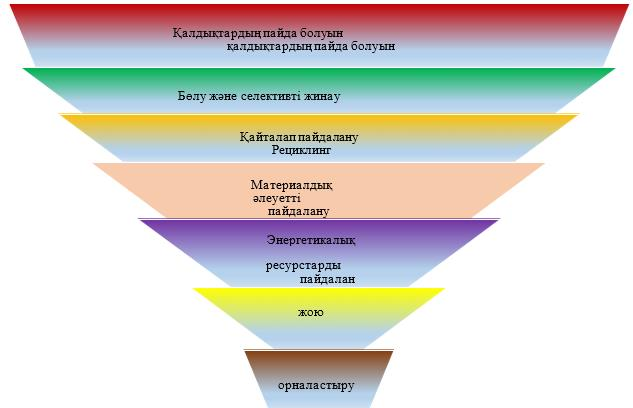 Қалдықтардың пайда болуын
қалдықтардың пайда болуын
Бөлу және селективті жинау
Қайталап пайдалану
Рециклинг
Материалдық
әлеуетті
пайдалану
Энергетикалық
ресурстарды
пайдалан
жою
орналастыру